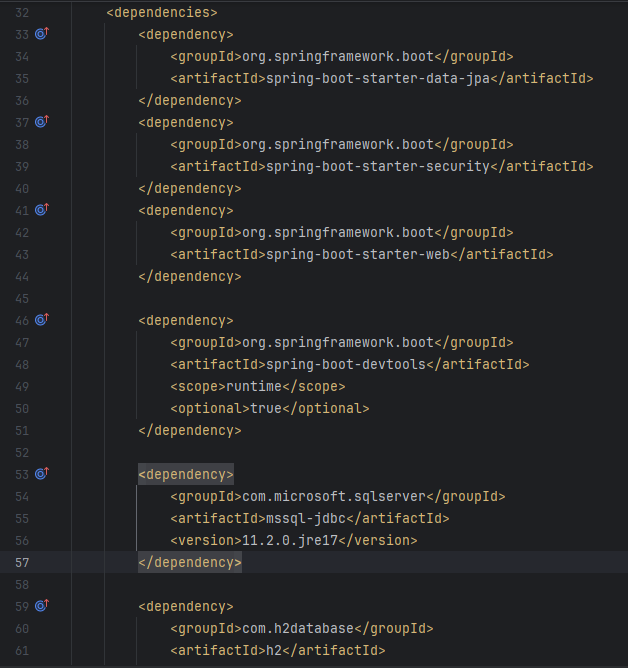 32 <dependencies>
33 <dependency>
34 <groupId>org.springframework.boot</groupId>
35 <artifactId>spring-boot-starter-data-jpa</artifactId>
36 </dependency>
37 <dependency>
38 <groupId>org.springframework.boot</groupId>
39 <artifactId>spring-boot-starter-security</artifactId>
40 </dependency>
41 <dependency>
42 <groupId>org.springframework.boot</groupId>
43 <artifactId>spring-boot-starter-web</artifactId>
44 </dependency>
45
46 <dependency>
47 <groupId>org.springframework.boot</groupId>
48 <artifactId>spring-boot-devtools</artifactId>
49 <scope>runtime</scope>
50 <optional>true</optional>
51 </dependency>
52
53 <dependency>
54 <groupId>com.microsoft.sqlserver</groupId>
55 <artifactId>mssql-jdbc</artifactId>
56 <version>11.2.0.jre17</version>
57 </dependency>
58
59 <dependency>
60 <groupId>com.h2database</groupId>
61 <artifactId>h2</artifactId>